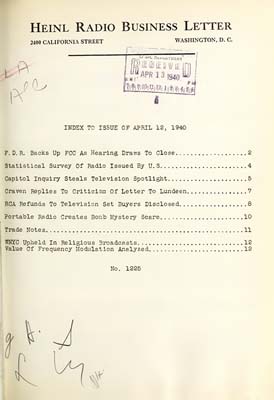 HEINL RADIO BUSINESS LETTER
2400 CALIFORNIA STREET WASHINGTON, D. C.
RECEIVED
APR 13 1940
INDEX TO ISSUE OF APRIL 12, 1940
F.D.R. Backs Up FCC As Hearing Draws To Close..................2
Statistical Survey Of Radio Issued By U.S......................4
Capitol Inquiry Steals Television Spotlight....................5
Craven Replies To Criticism Of Letter To Lundeen...............7
RCA Refunds To Television Set Buyers Disclosed.................8
Portable Radio Creates Bomb Mystery Scare.....................10
Trade Notes...................................................11
WNYC Upheld In Religious Broadcasts...........................12
Value Of Frequency Modulation Analyzed........................12
No. 1225